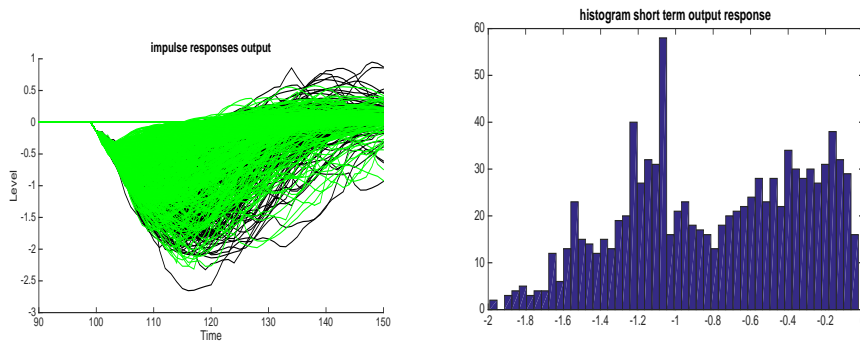 impulse responses output
1
0.5
0
-0.5
-1
-1.5
-2
-2.5
-3
Level
90 100 110 120 130 140 150
Time
histogram short term output response
60
50
40
30
20
10
0
-2 -1.8 -1.6 -1.4 -1.2 -1 -0.8 -0.6 -0.4 -0.2